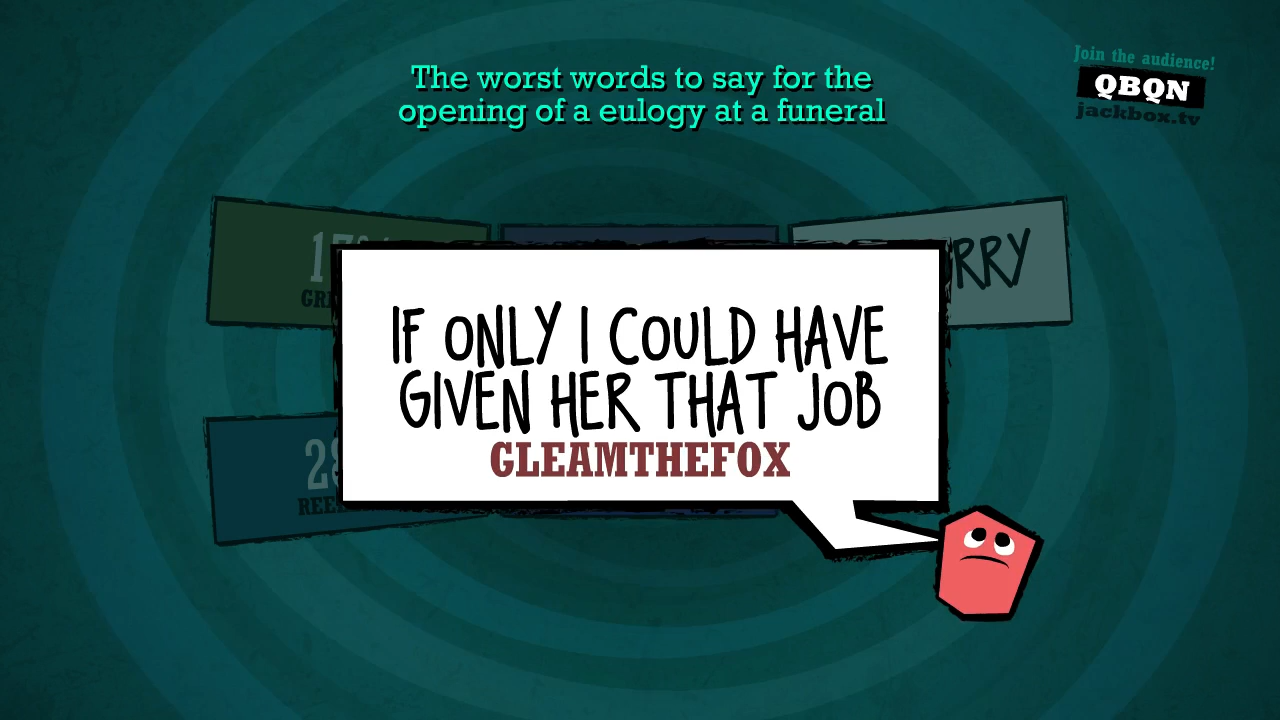 The worst words to say for the
opening of a eulogy at a funeral
Join the audience!
QBQN
jackbox.tv
IF ONLY I COULD HAVE
GIVEN HER THAT JOB
GLEAMTHEFOX